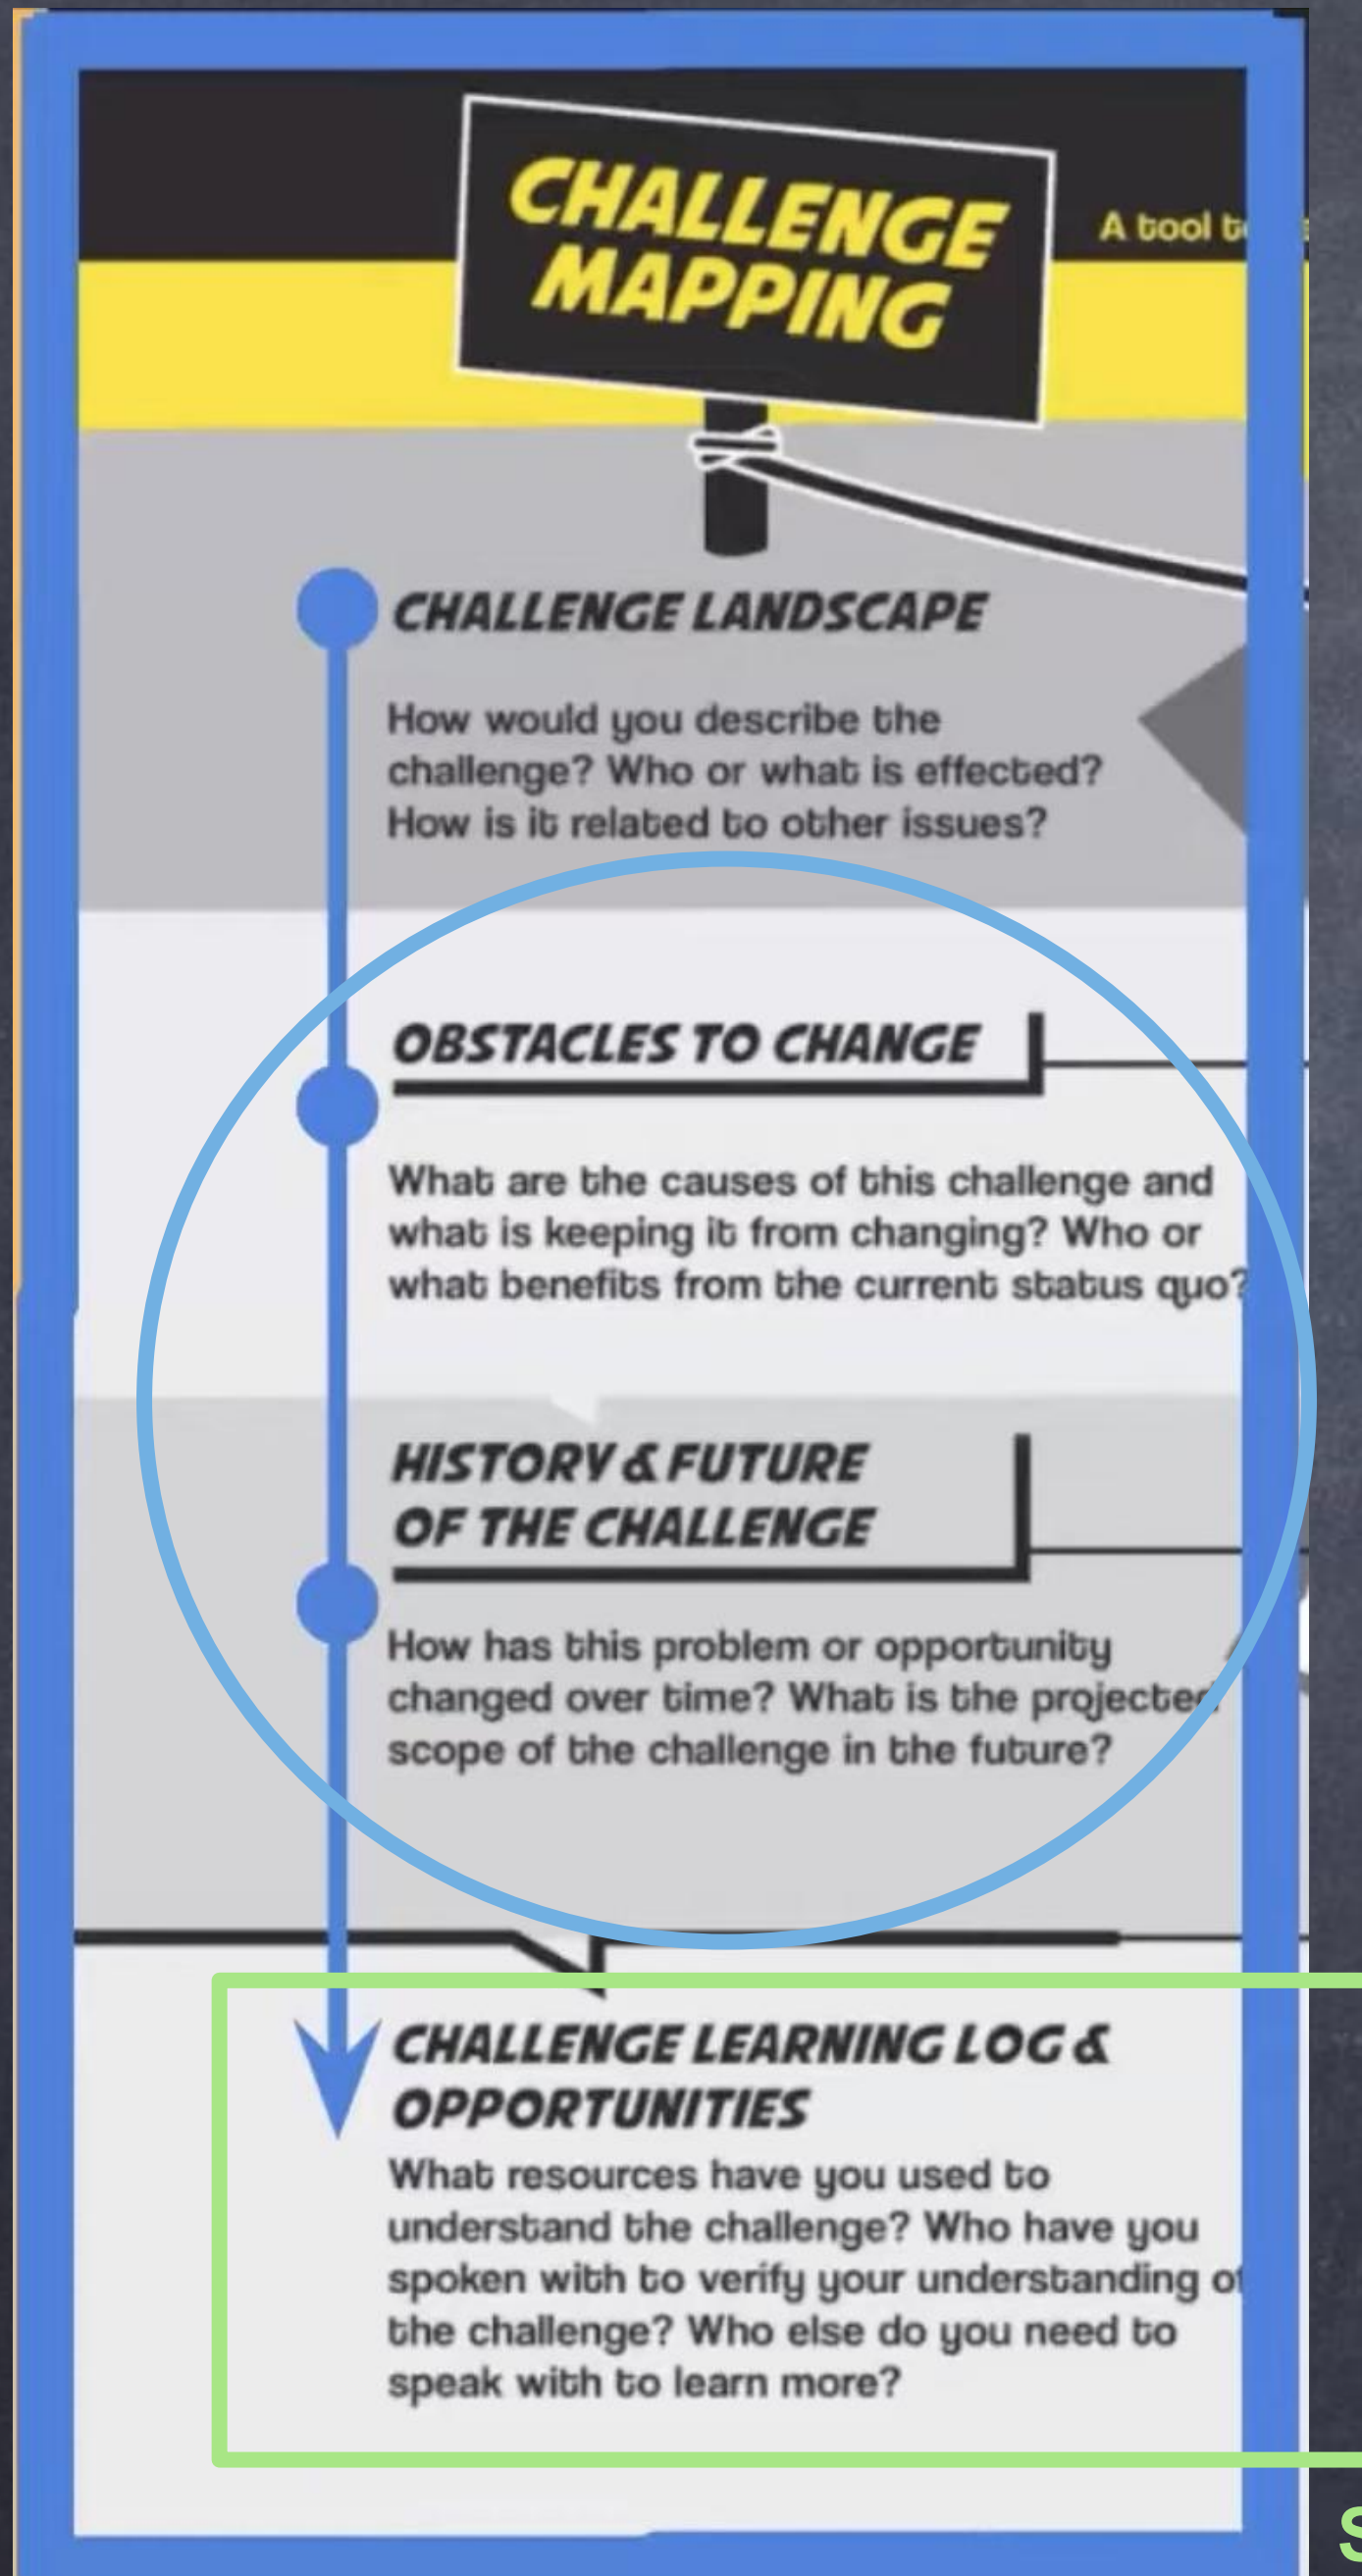 CHALLENGE
MAPPING
A tool
CHALLENGE LANDSCAPE
How would you describe the
challenge? Who or what is effected?
How is it related to other issues?
OBSTACLES TO CHANGE
What are the causes of this challenge and
what is keeping it from changing? Who or
what benefits from the current status quo?
HISTORY & FUTURE
OF THE CHALLENGE
How has this problem or opportunity
changed over time? What is the projected
scope of the challenge in the future?
CHALLENGE LEARNING LOG &
OPPORTUNITIES
What resources have you used to
understand the challenge? Who have you
spoken with to verify your understanding of
the challenge? Who else do you need to
speak with to learn more?